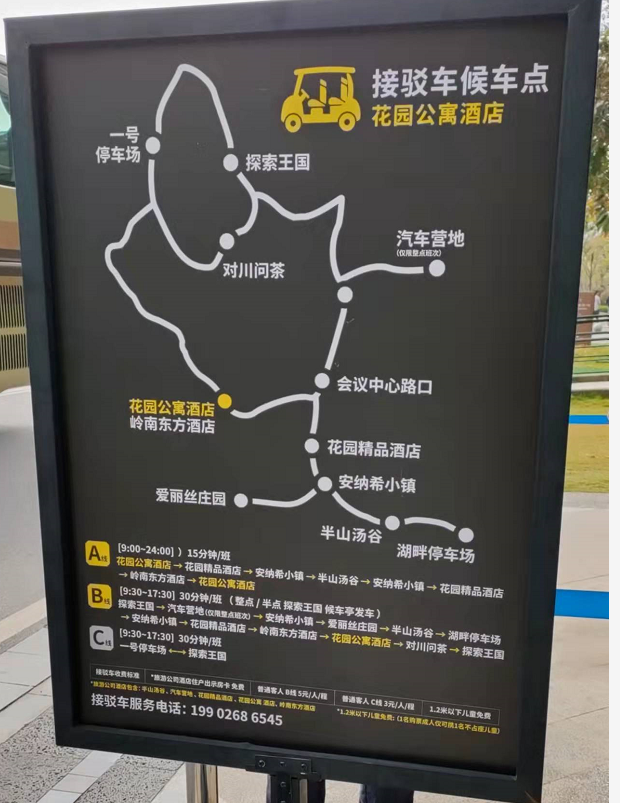 接驳车候车点
花园公寓酒店
一号
停车场
探索王国
对川问茶
汽车营地
(仅限整点班次)
会议中心路口
花园公寓酒店
岭南东方酒店
花园精品酒店
安纳希小镇
爱丽丝庄园
半山汤谷
湖畔停车场
A线 [9:00~24:00] ) 15分钟/班
花园公寓酒店→花园精品酒店→安纳希小镇→半山汤谷→安纳希小镇→花园精品酒店
→岭南东方酒店→花园公寓酒店
B线 [9:30~17:30] 30分钟/班 (整点/半点 探索王国 候车亭发车)
探索王国→汽车营地(仅限整点班次)→安纳希小镇→爱丽丝庄园→半山汤谷→湖畔停车场
→安纳希小镇→花园精品酒店→岭南东方酒店→花园公寓酒店→对川问茶→探索王国
C线 [9:30~17:30] 30分钟/班
一号停车场⟷探索王国
接驳车收费标准 *旅游公司酒店住户出示房卡 免费 普通客人 B线 5元/人/程 普通客人 C线 3元/人/程 1.2米以下儿童免费
*旅游公司酒店包含: 半山汤谷、汽车营地、花园精品酒店、花园公寓 酒店、岭南东方酒店
*1.2米以下儿童免费: (1名购票成人仅可携1名不占座儿童)
接驳车服务电话: 199 0268 6545